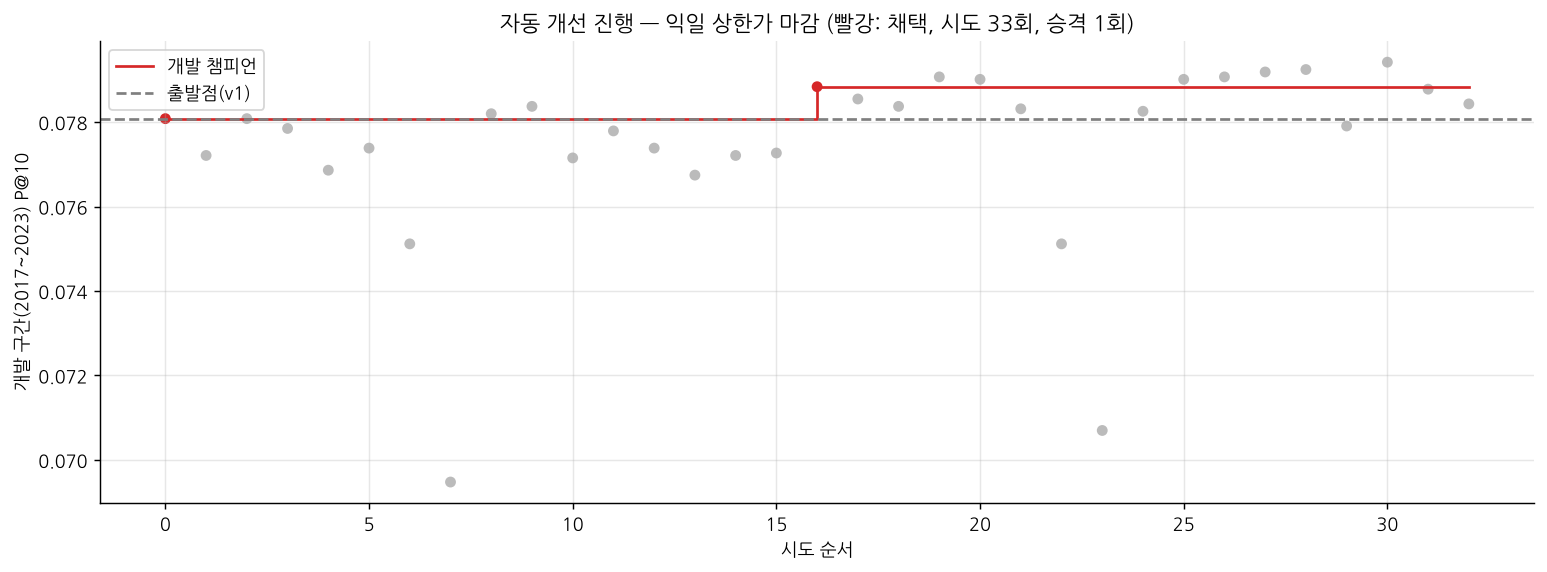 자동 개선 진행 — 익일 상한가 마감 (빨강: 채택, 시도 33회, 승격 1회)
개발 챔피언
출발점(v1)
개발 구간(2017~2023) P@10
0.078
0.076
0.074
0.072
0.070
0
5
10
15
20
25
30
시도 순서